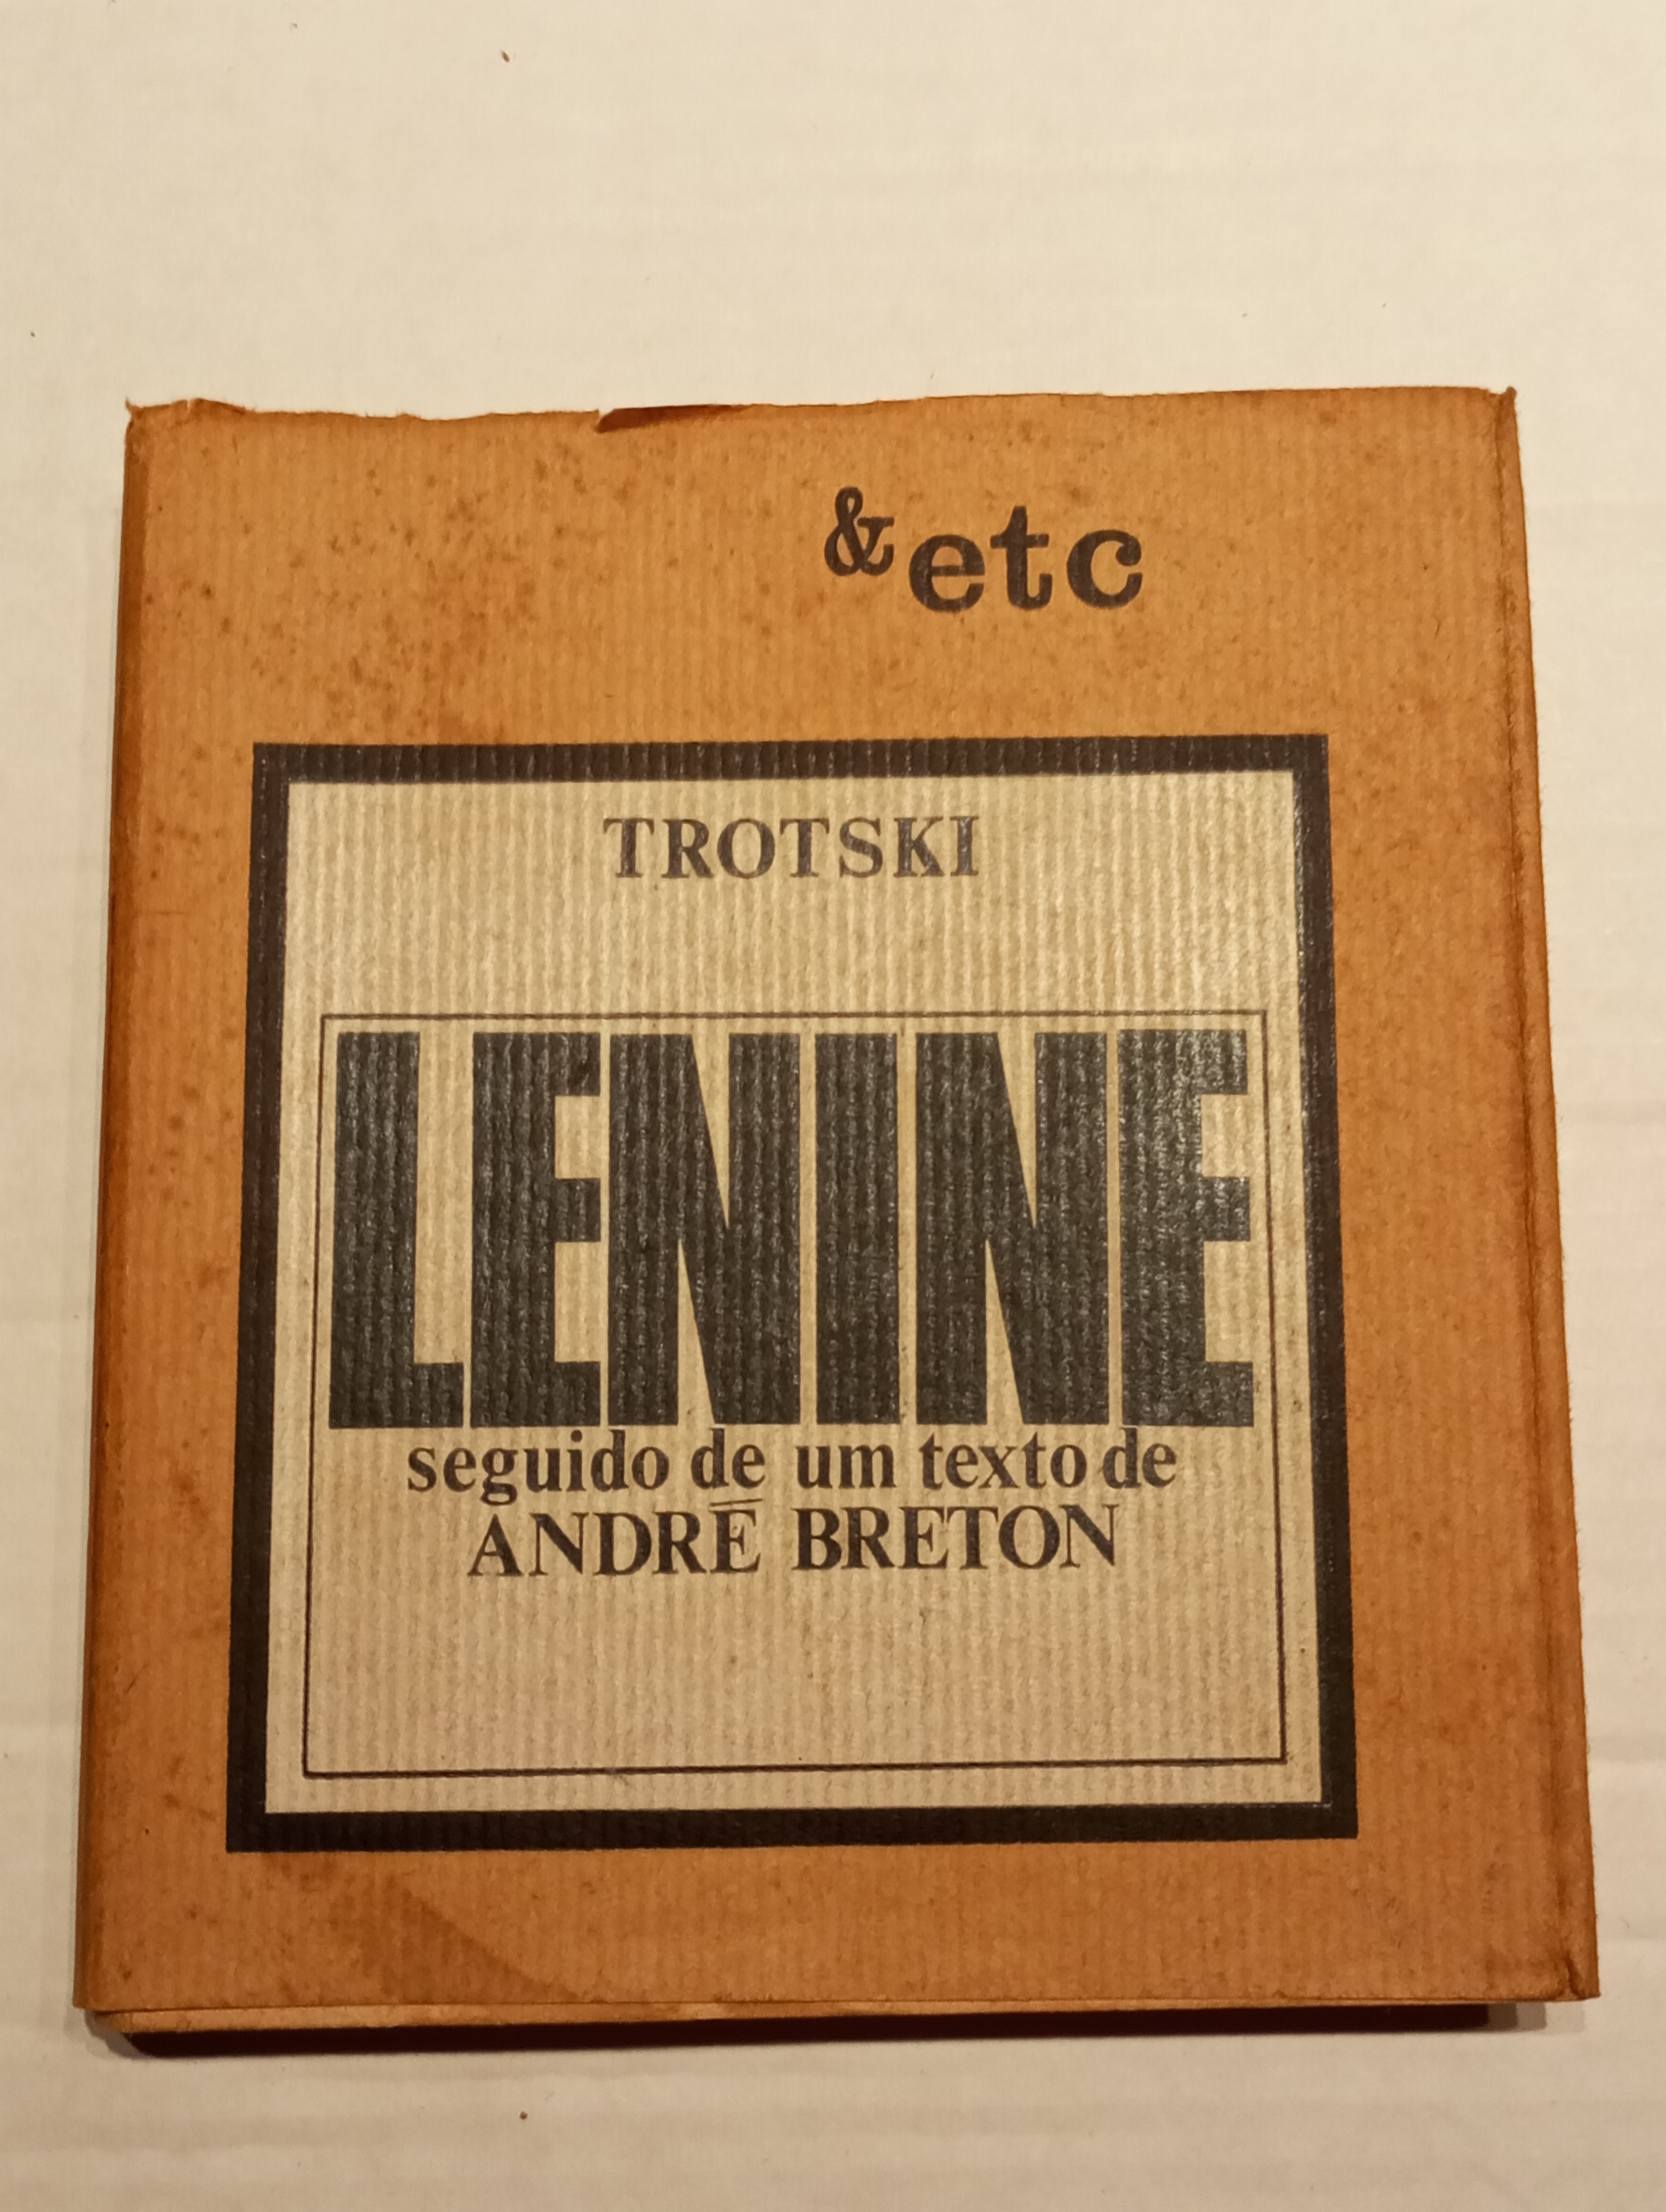 & etc
TROTSKI
LENINE
seguido de um texto de
ANDRÉ BRETON